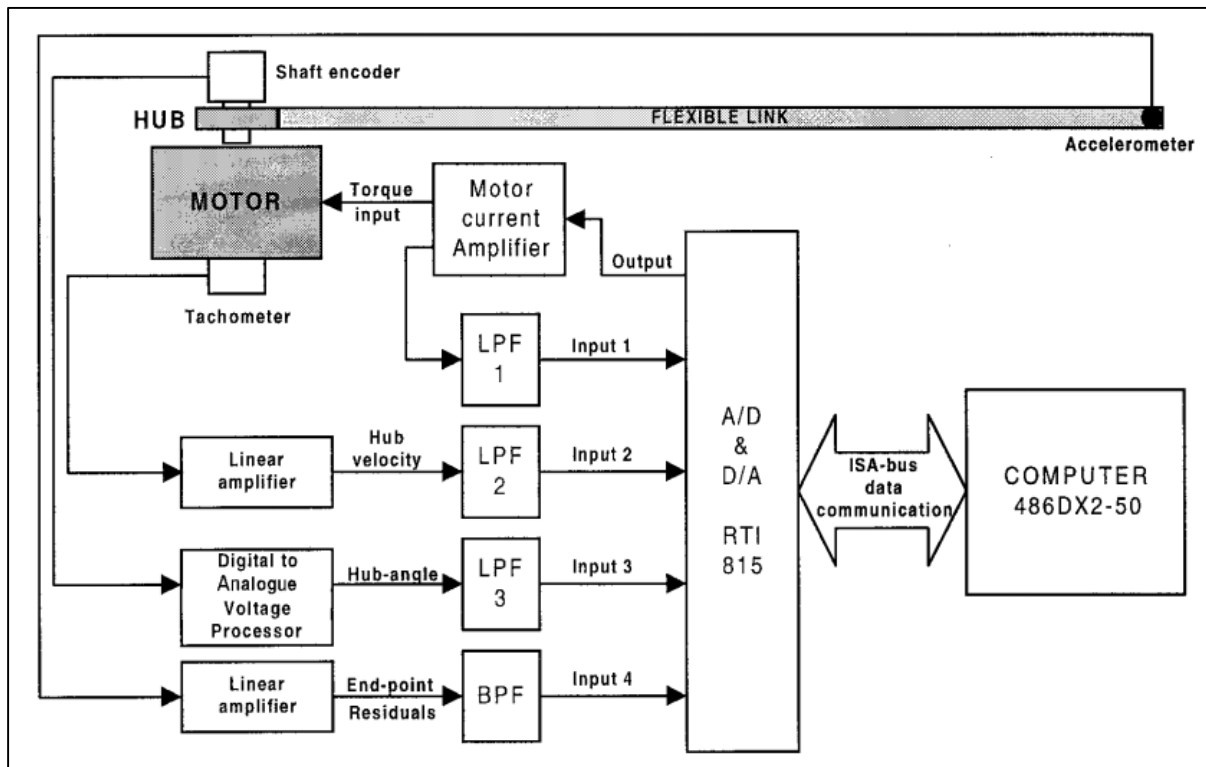 Shaft encoder
HUB
FLEXIBLE LINK
Accelerometer
MOTOR
Torque
input
Motor
current
Amplifier
Output
Tachometer
LPF
1
Input 1
A/D
&
D/A
RTI
815
ISA-bus
data
communication
COMPUTER
486DX2-50
Linear
amplifier
Hub
velocity
LPF
2
Input 2
Digital to
Analogue
Voltage
Processor
Hub-angle
LPF
3
Input 3
Linear
amplifier
End-point
Residuals
BPF
Input 4